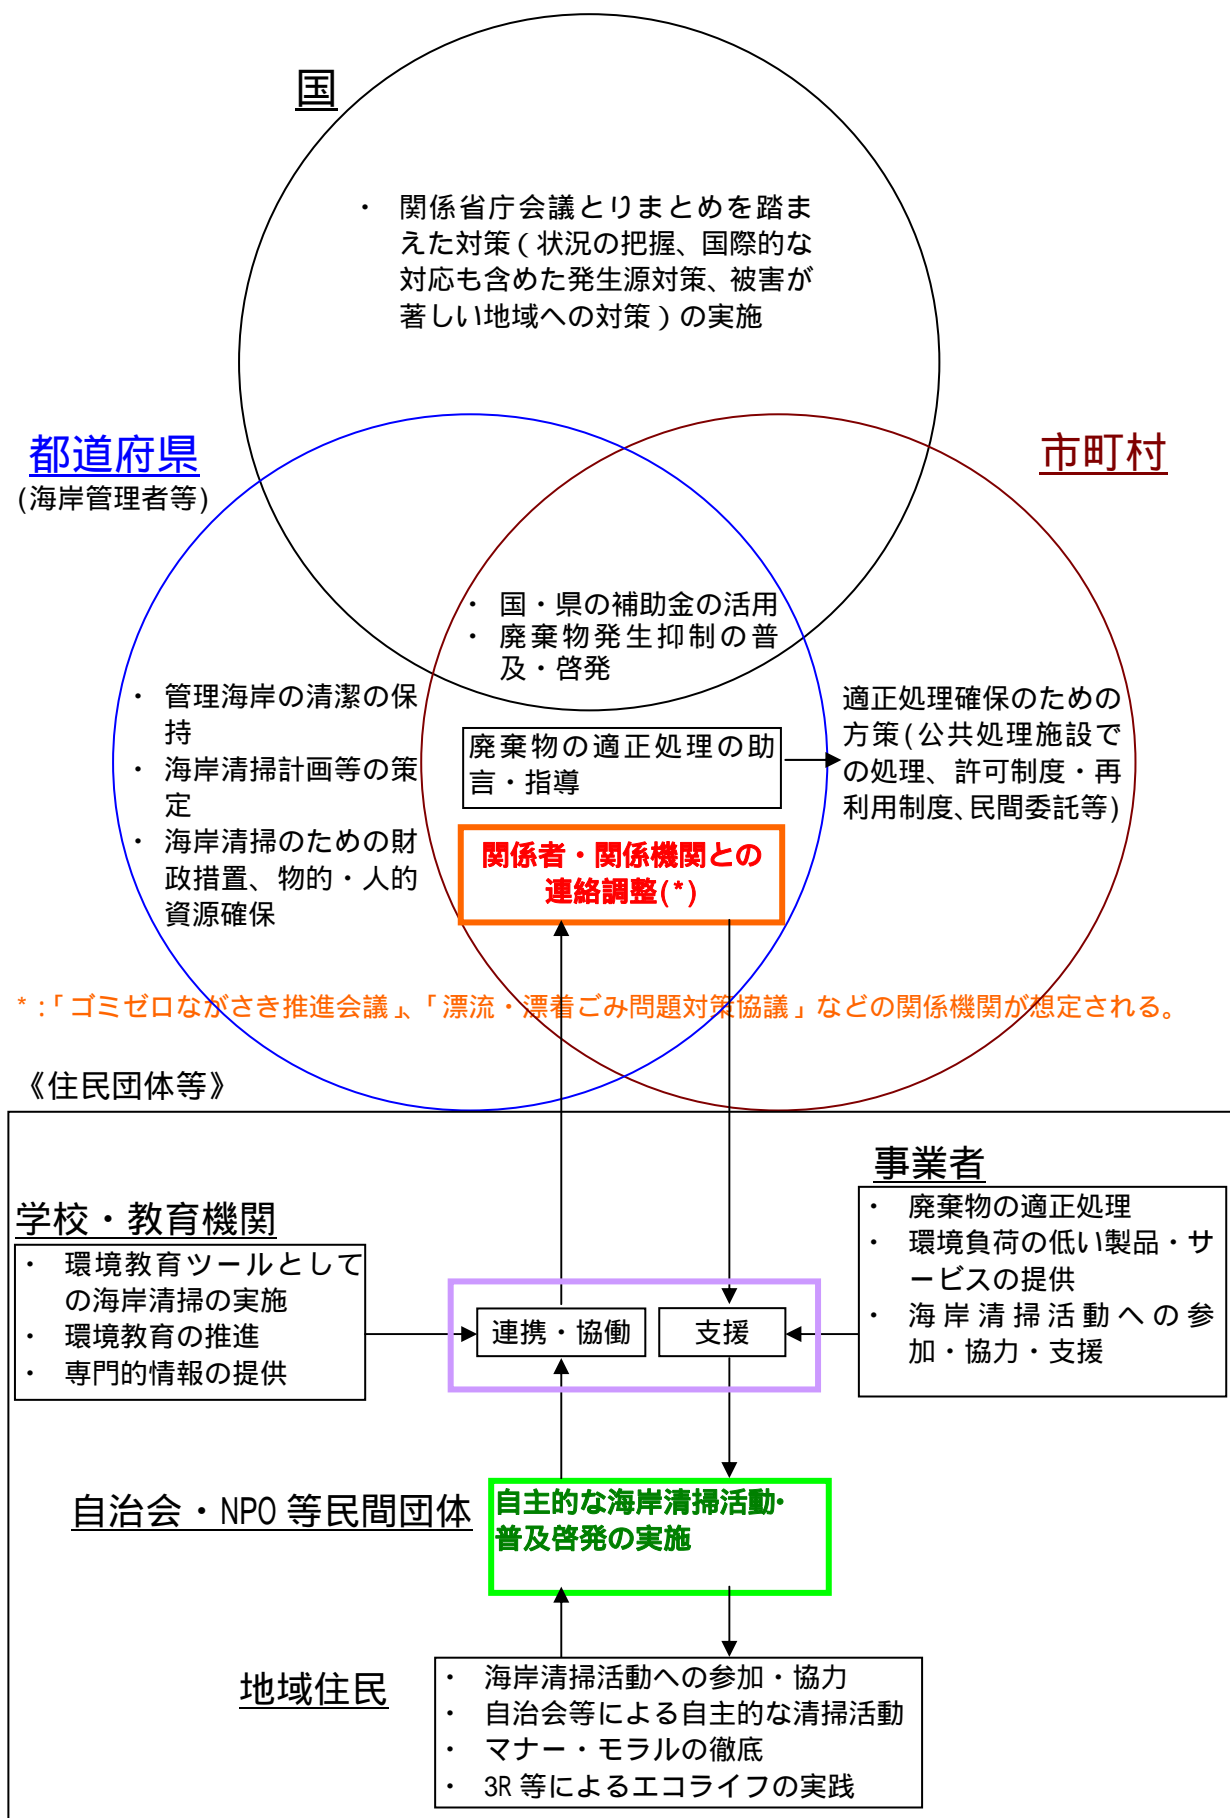 国
・ 関係省庁会議とりまとめを踏ま
えた対策(状況の把握、国際的な
対応も含めた発生源対策、被害が
著しい地域への対策)の実施
都道府県
(海岸管理者等)
市町村
・ 国・県の補助金の活用
・ 廃棄物発生抑制の普
及・啓発
・ 管理海岸の清潔の保
持
・ 海岸清掃計画等の策
定
・ 海岸清掃のための財
政措置、物的・人的
資源確保
廃棄物の適正処理の助
言・指導
適正処理確保のための
方策(公共処理施設で
の処理、許可制度・再
利用制度、民間委託等)
関係者・関係機関との
連絡調整(*)
*:「ゴミゼロながさき推進会議」、「漂流・漂着ごみ問題対策協議」などの関係機関が想定される。
《住民団体等》
学校・教育機関
・ 環境教育ツールとして
の海岸清掃の実施
・ 環境教育の推進
・ 専門的情報の提供
事業者
・ 廃棄物の適正処理
・ 環境負荷の低い製品・サ
ービスの提供
・ 海岸清掃活動への参
加・協力・支援
連携・協働
支援
自治会・NPO 等民間団体
自主的な海岸清掃活動・
普及啓発の実施
地域住民
・ 海岸清掃活動への参加・協力
・ 自治会等による自主的な清掃活動
・ マナー・モラルの徹底
・ 3R 等によるエコライフの実践